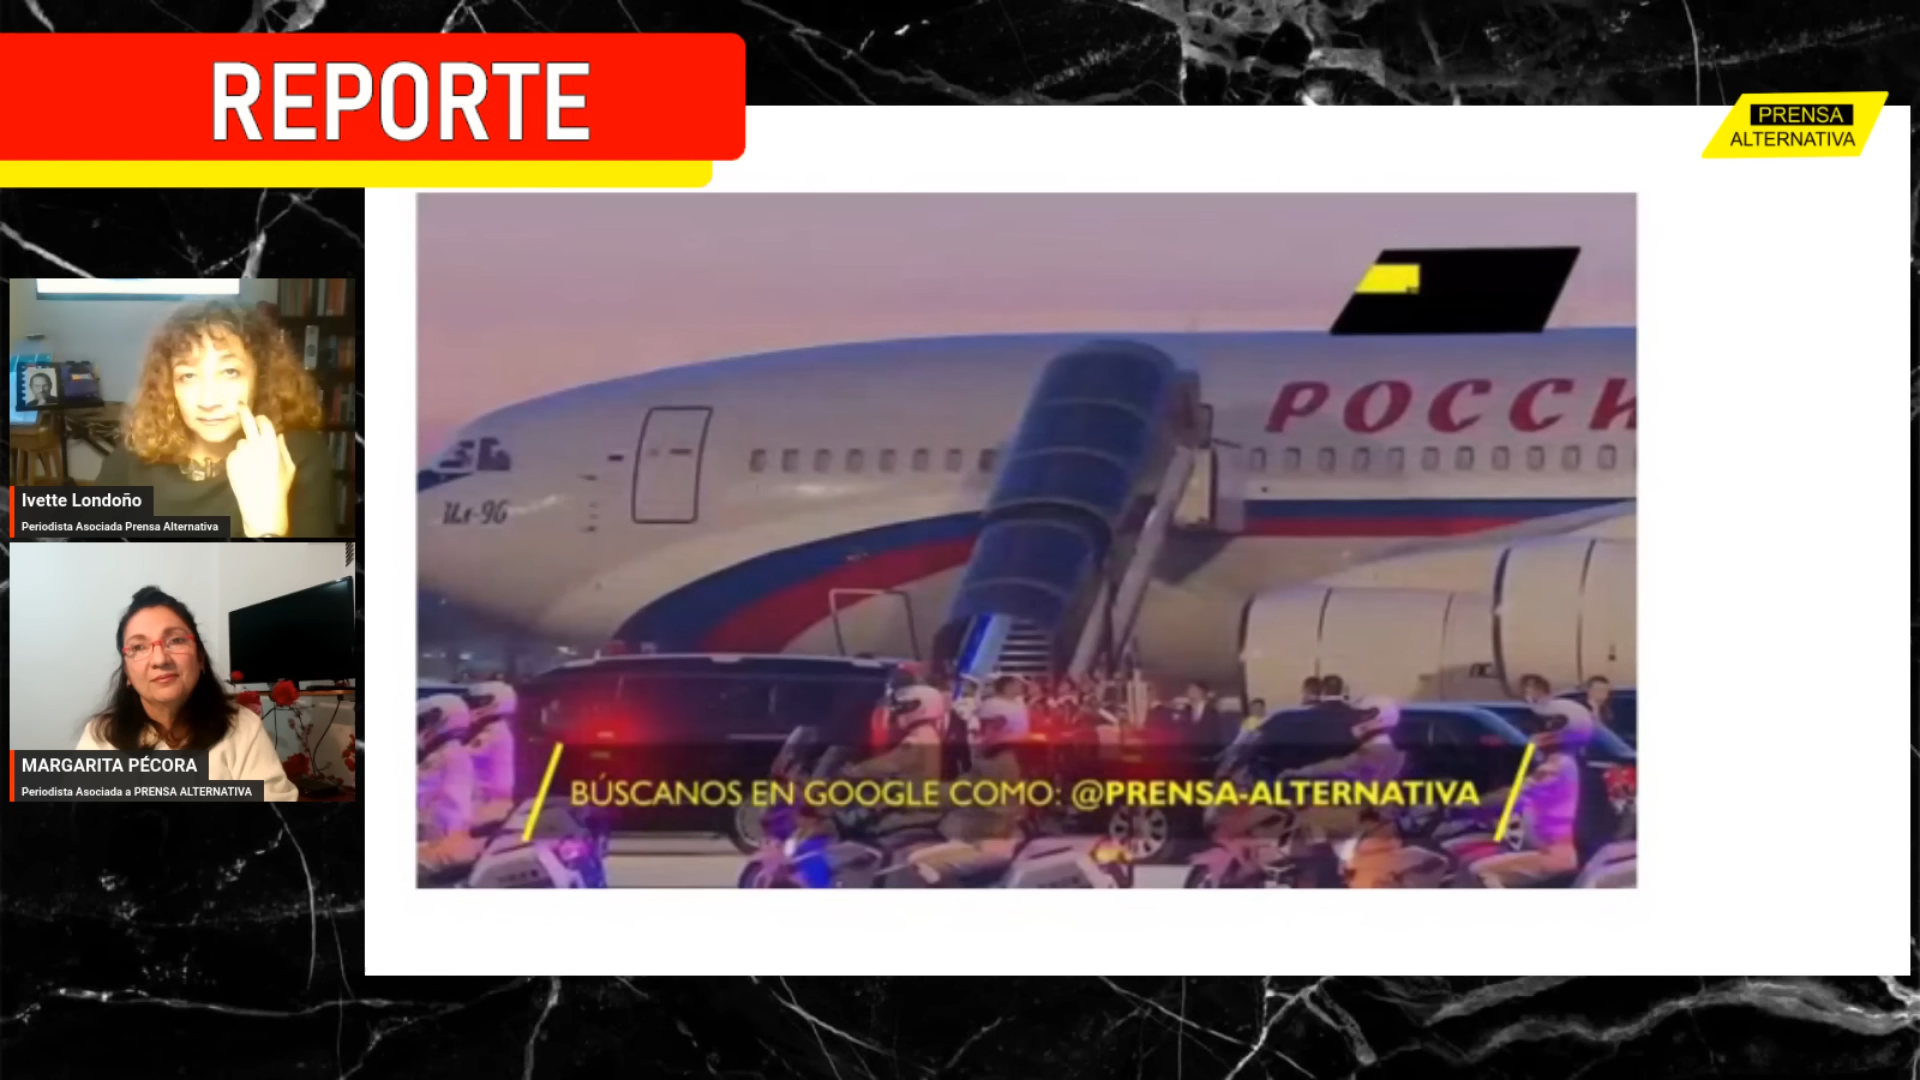 REPORTE
PRENSA
ALTERNATIVA
РОССИ
Ил-96
Ivette Londoño
Periodista Asociada Prensa Alternativa
MARGARITA PÉCORA
Periodista Asociada a PRENSA ALTERNATIVA
BÚSCANOS EN GOOGLE COMO: @PRENSA-ALTERNATIVA